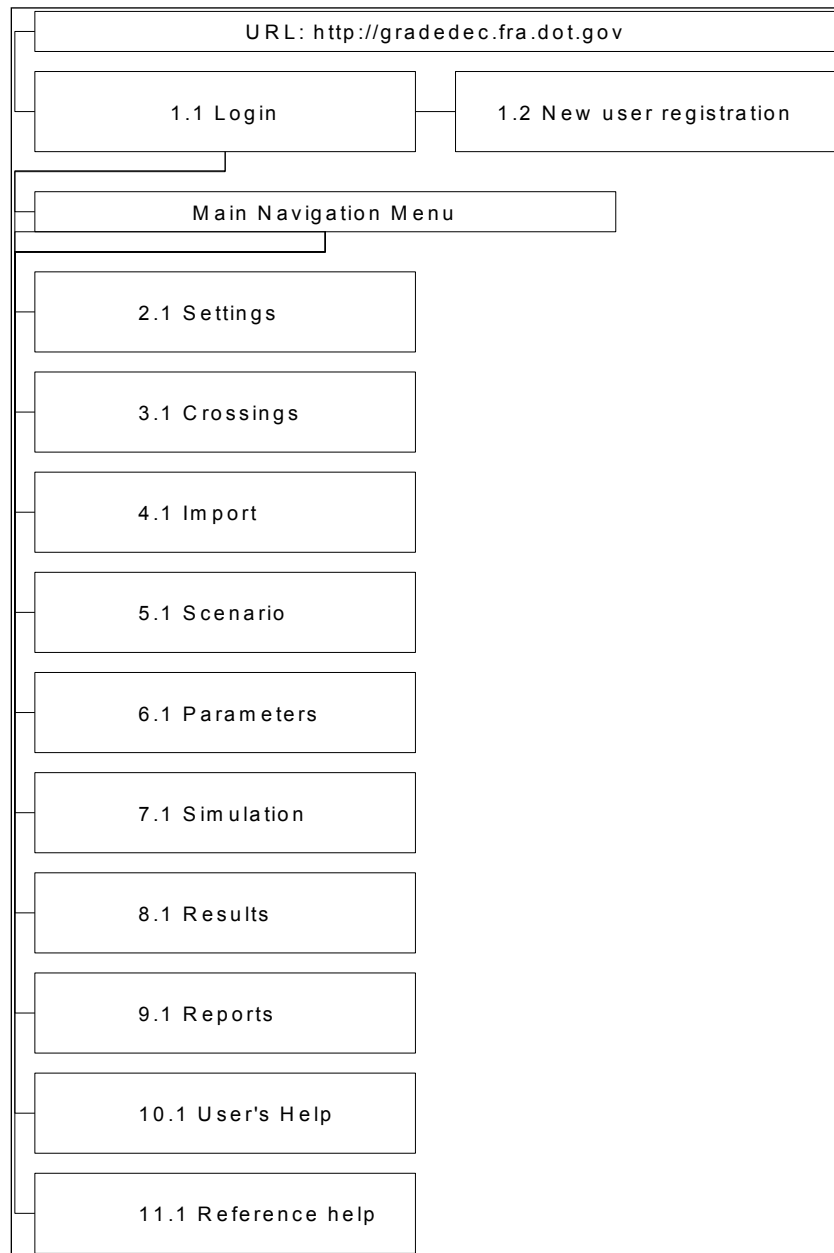 URL: http://gradedec.fra.dot.gov
1.1 Login
1.2 New user registration
Main Navigation Menu
2.1 Settings
3.1 Crossings
4.1 Import
5.1 Scenario
6.1 Parameters
7.1 Simulation
8.1 Results
9.1 Reports
10.1 User's Help
11.1 Reference help